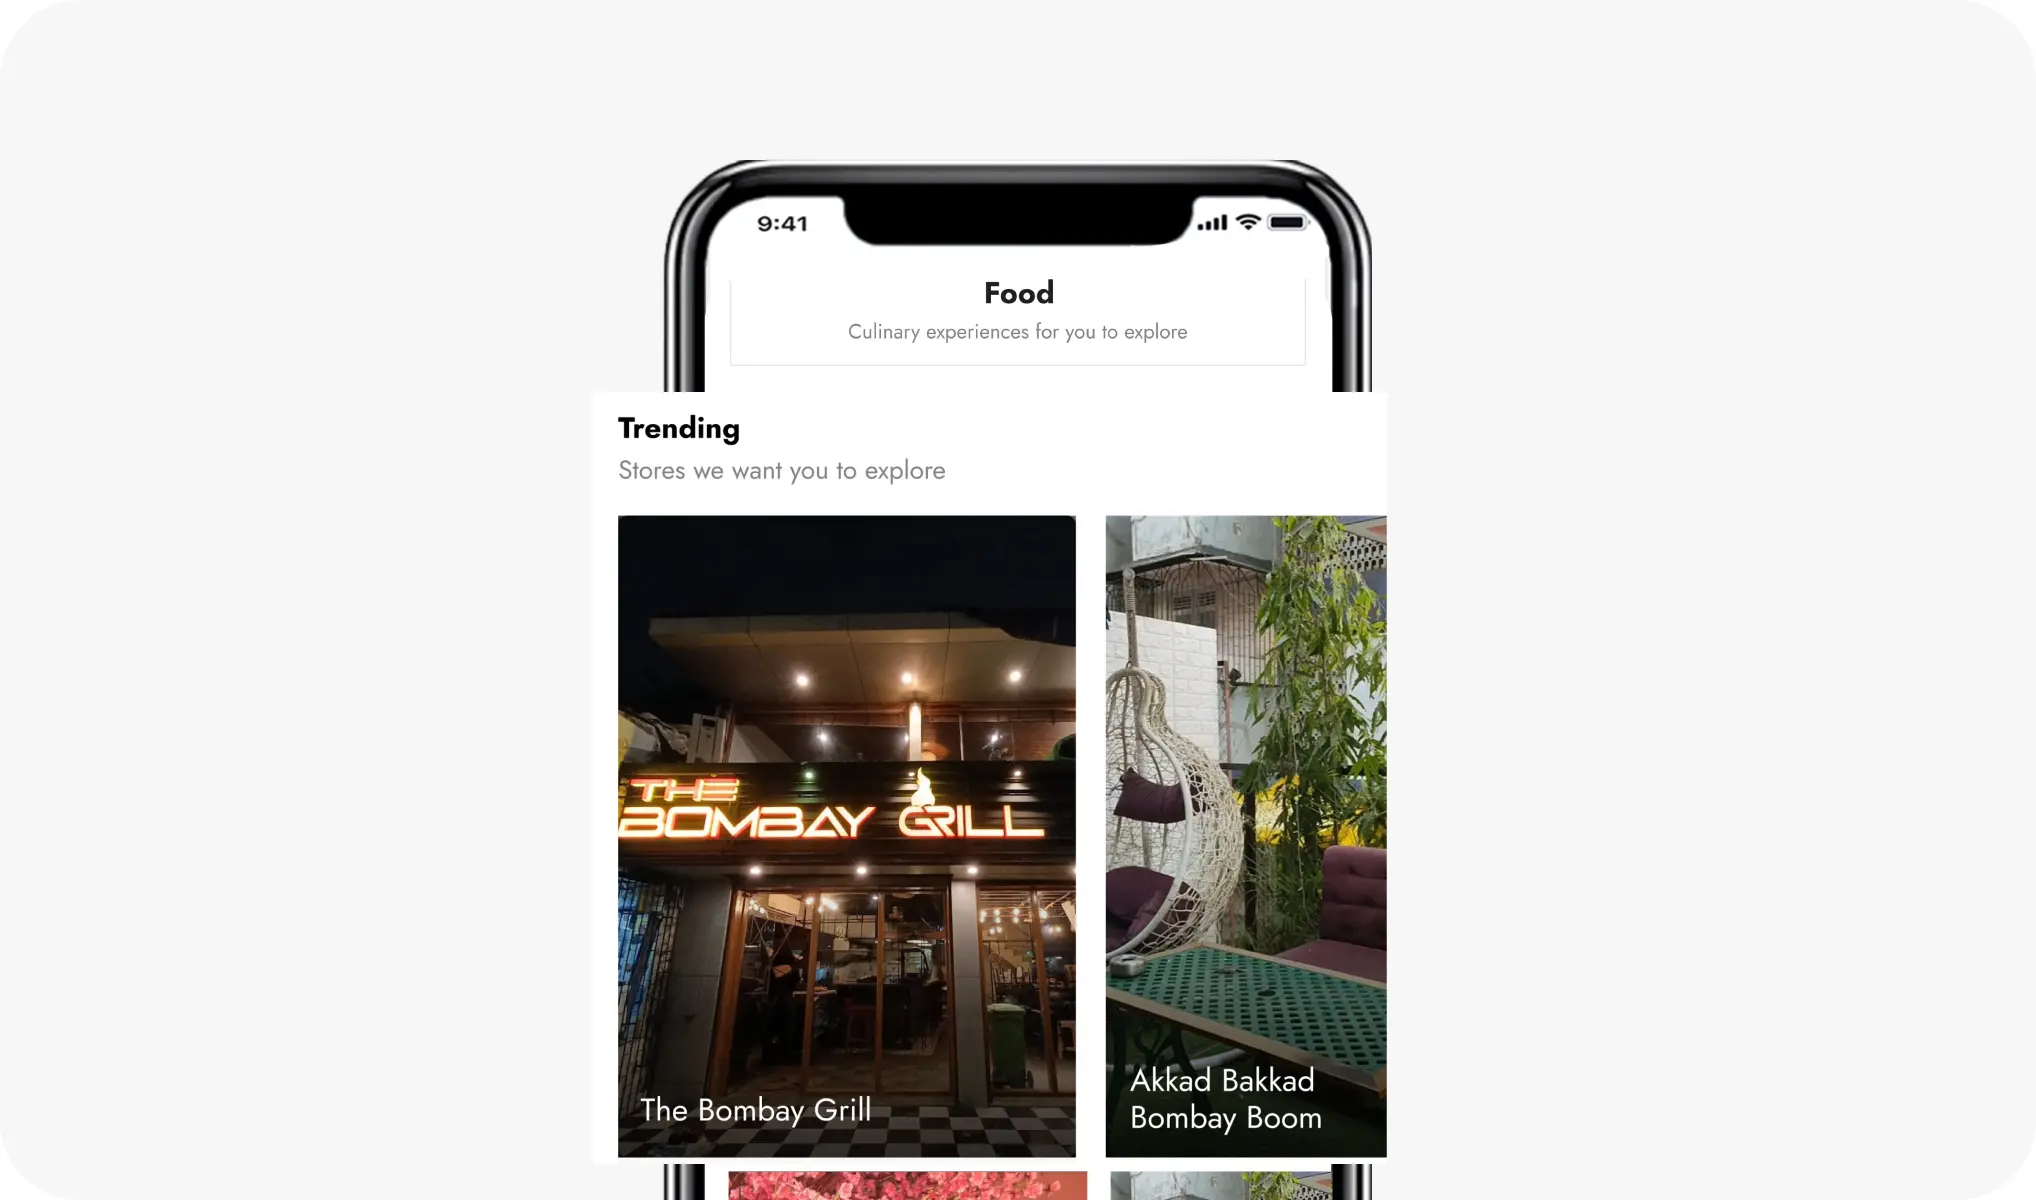 9:41
Food
Culinary experiences for you to explore
Trending
Stores we want you to explore
THE
BOMBAY GRILL
The Bombay Grill
Akkad Bakkad
Bombay Boom